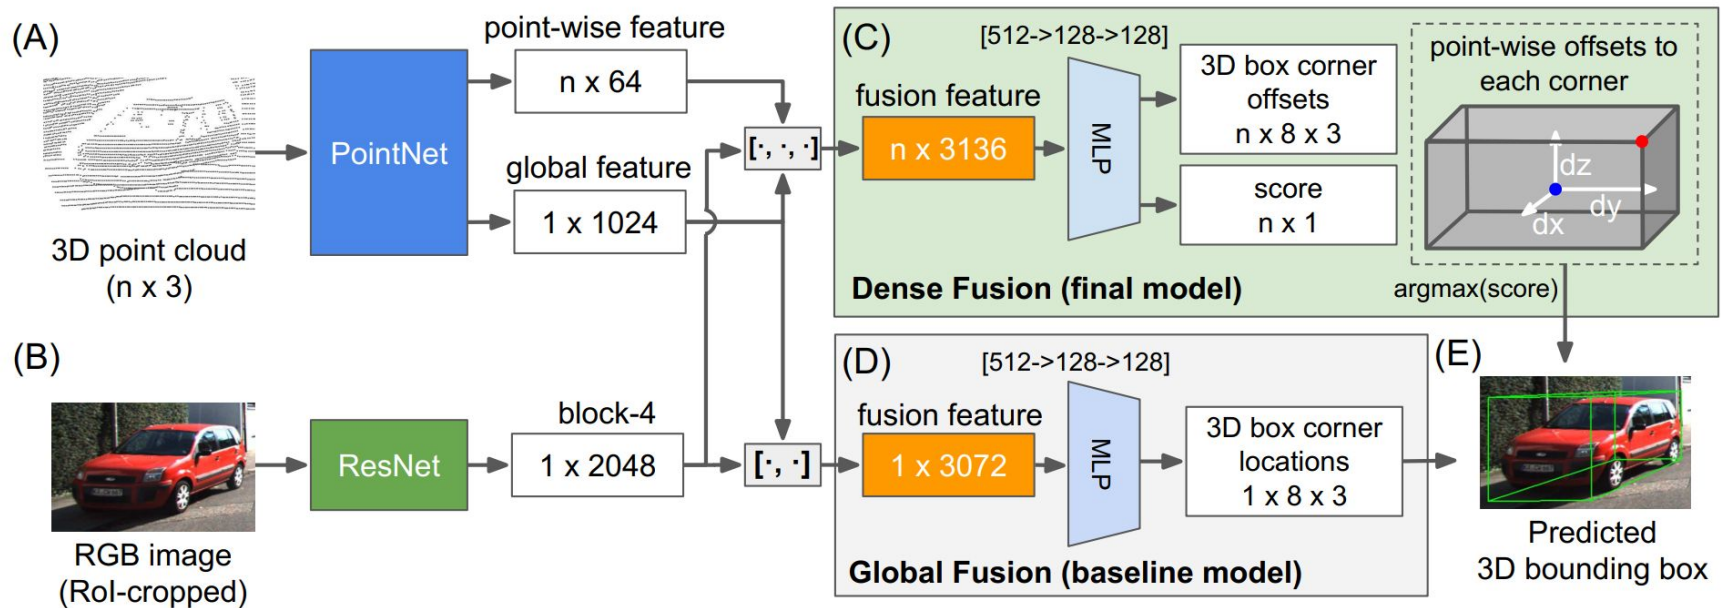 (A)
3D point cloud
(n x 3)
PointNet
point-wise feature
n x 64
global feature
1 x 1024
[·, ·, ·]
(B)
RGB image
(RoI-cropped)
ResNet
block-4
1 x 2048
[·, ·]
(C)
[512->128->128]
fusion feature
n x 3136
MLP
3D box corner
offsets
n x 8 x 3
score
n x 1
point-wise offsets to
each corner
dz
dy
dx
Dense Fusion (final model)
argmax(score)
(D)
[512->128->128]
fusion feature
1 x 3072
MLP
3D box corner
locations
1 x 8 x 3
Global Fusion (baseline model)
(E)
Predicted
3D bounding box